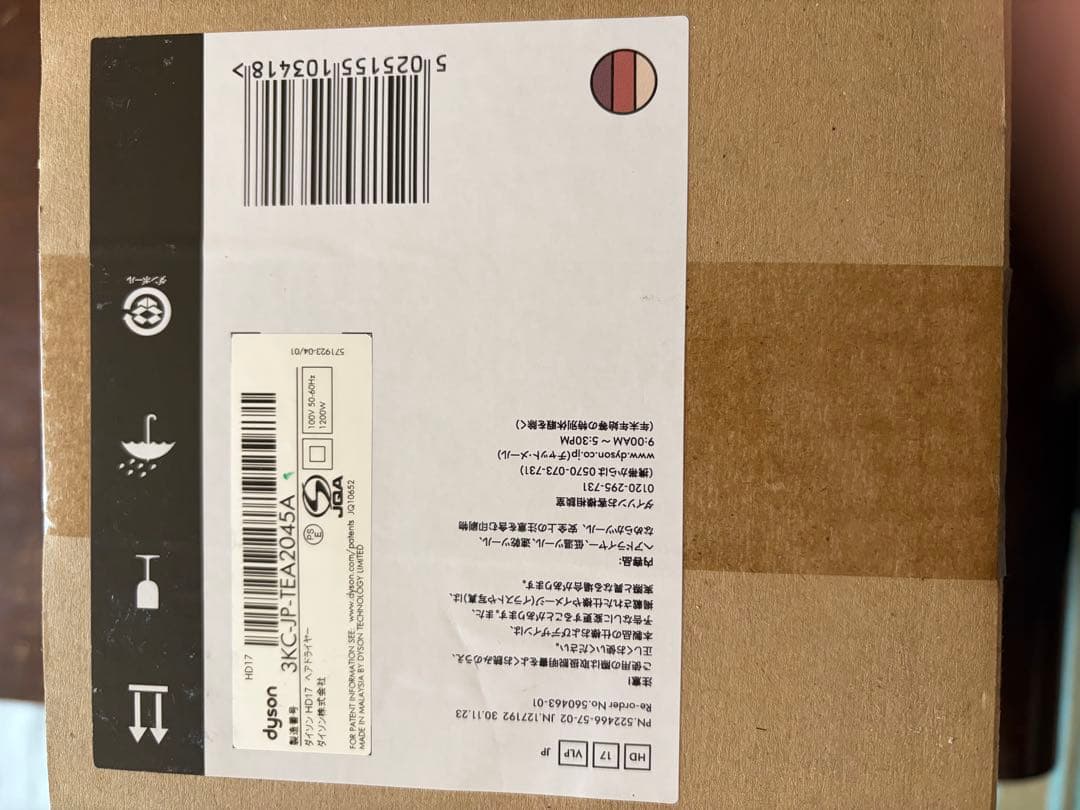 HD 17 VLP JP
PN.522466-57-02 JN.127192 30.11.23
Re-order No.560463-01
注意!
ご使用の際は取扱説明書をよくお読みのうえ、
正しくお使いください。
本製品の仕様およびデザインは、
予告なしに変更することがあります。また、
掲載された仕様やイメージ(イラストや写真)は、
実際と異なる場合があります。
内容品:
ヘアドライヤー、低温ツール、速乾ツール、
なめらかツール、安全上の注意を含む印刷物
ダイソンお客様相談室
0120-295-731
(携帯からは 0570-073-731)
www.dyson.co.jp(チャット・メール)
9:00AM ~ 5:30PM
(年末年始等の特別休暇を除く)
5 025155 103418 >
HD17
3KC-JP-TEA2045A
dyson
製造番号
ダイソン HD17 ヘアドライヤー
ダイソン株式会社
FOR PATENT INFORMATION SEE: www.dyson.com/patents
MADE IN MALAYSIA BY DYSON TECHNOLOGY LIMITED
PS
E
JQA
JQ10652
100V 50-60Hz
1200W
571923-04/01
ダンボール